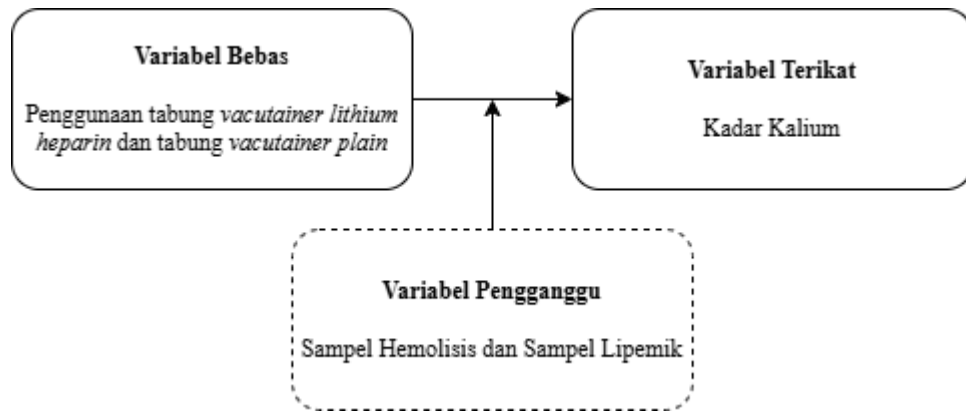 Variabel Bebas
Penggunaan tabung vacutainer lithium
heparin dan tabung vacutainer plain
Variabel Terikat
Kadar Kalium
Variabel Pengganggu
Sampel Hemolisis dan Sampel Lipemik